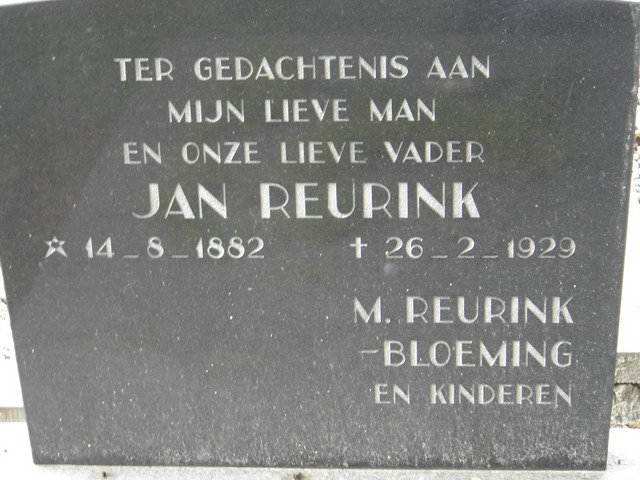 TER GEDACHTENIS AAN
MIJN LIEVE MAN
EN ONZE LIEVE VADER
JAN REURINK
☆ 14-8-1882 † 26-2-1929
M. REURINK
-BLOEMING
EN KINDEREN